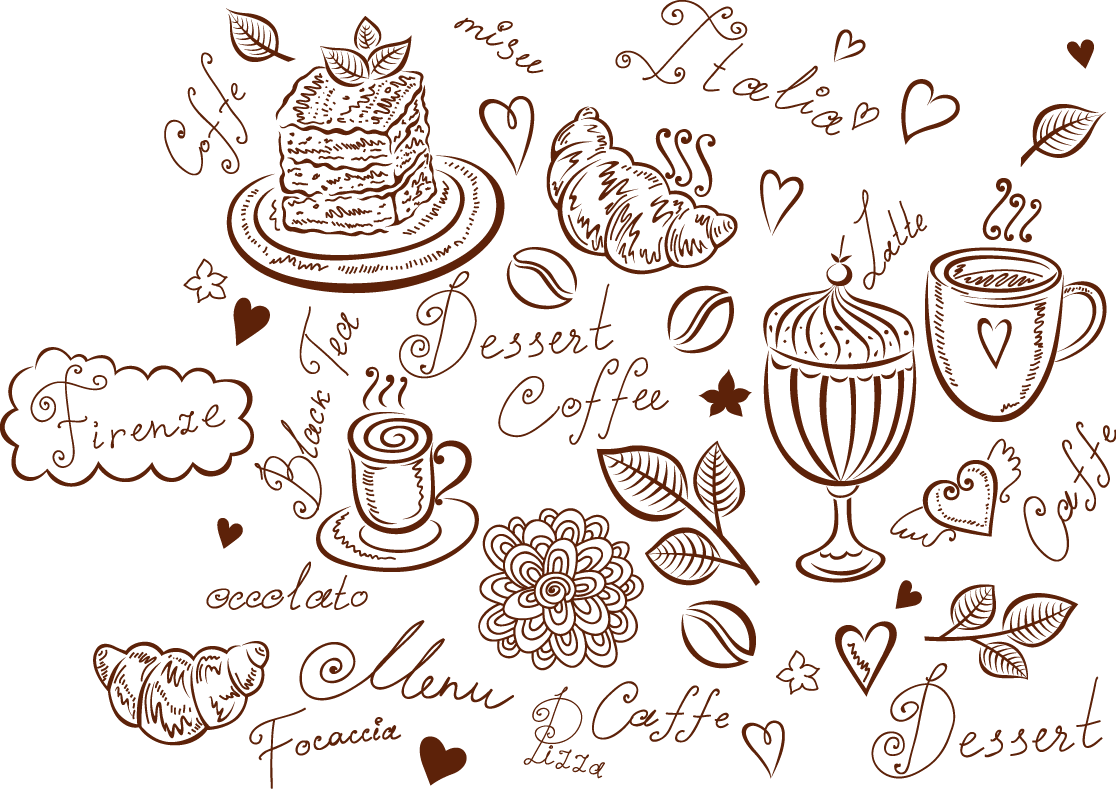 misu
Italia
Coffe
Latte
Dessert
Black Tea
Coffee
Firenze
Caffe
occolato
Menu
Focaccia
Caffe
Pizza
Dessert